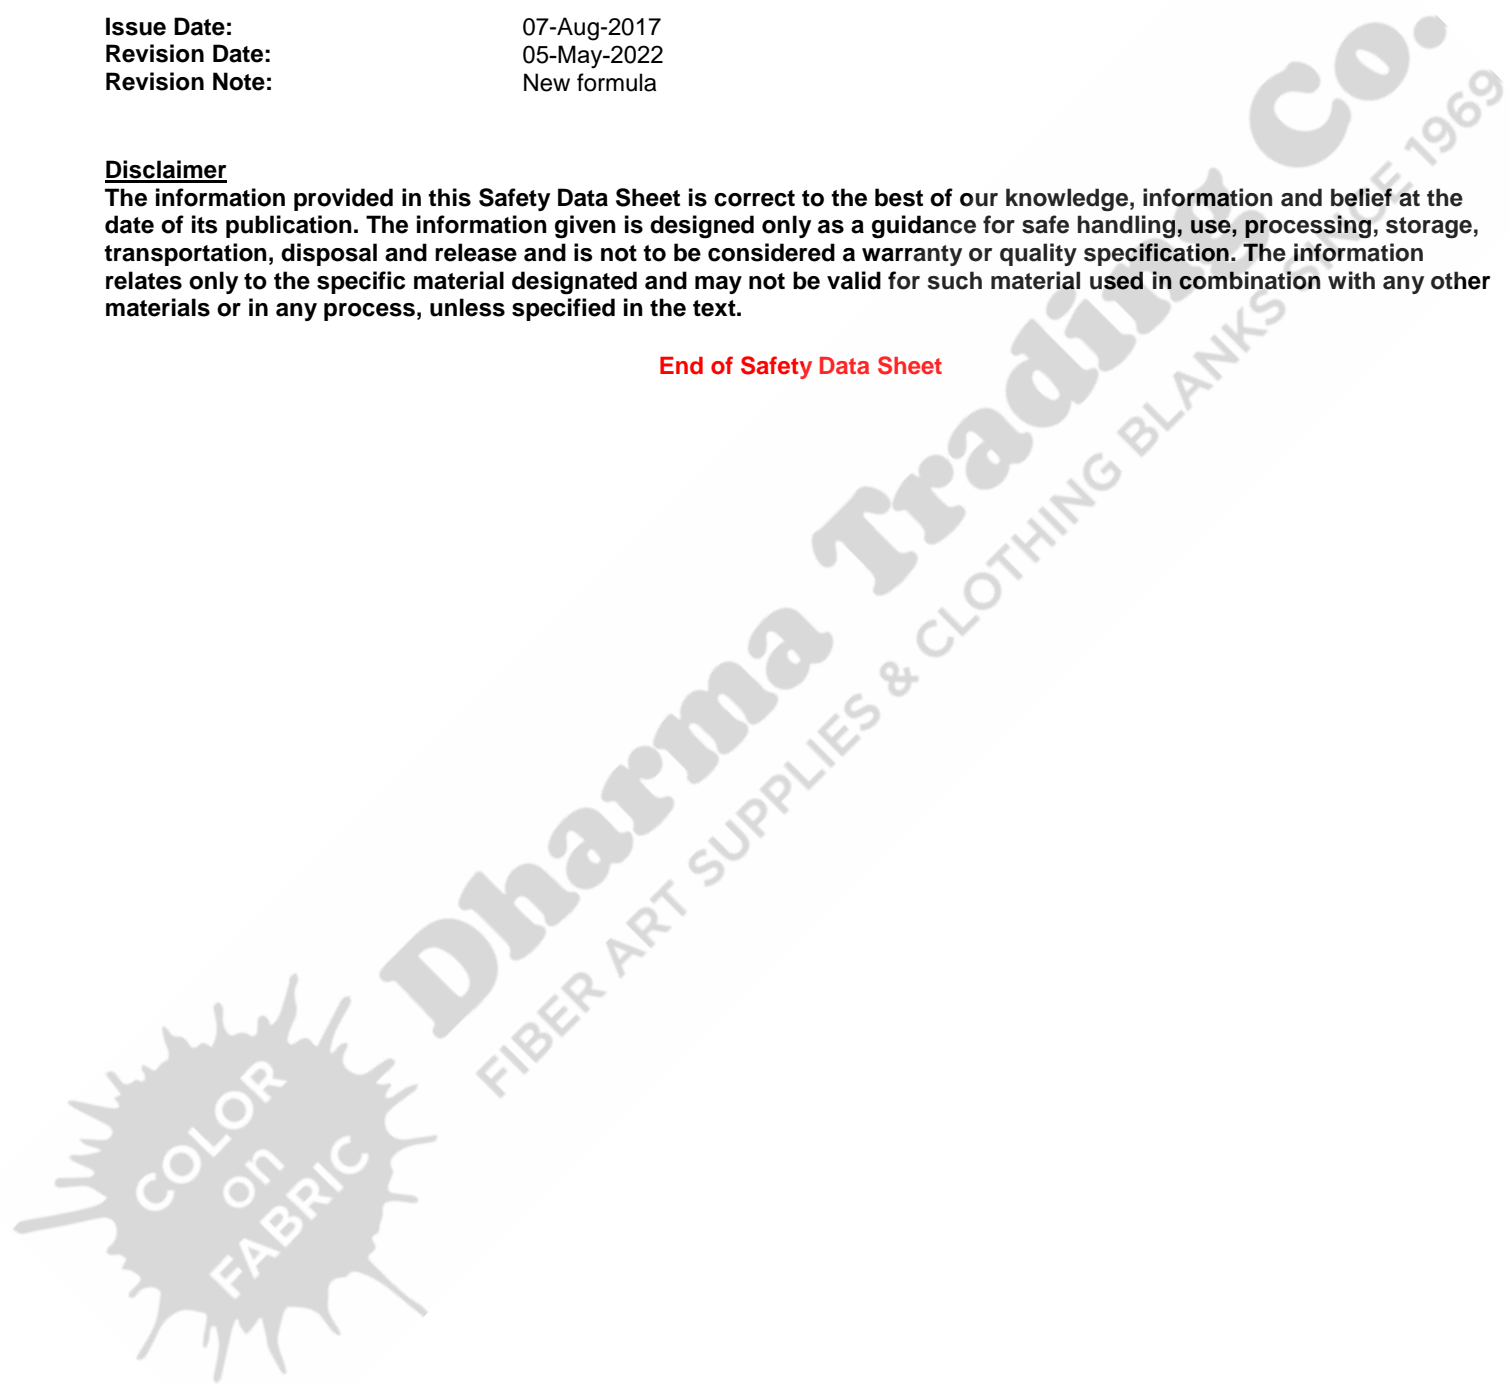 Issue Date: 07-Aug-2017
Revision Date: 05-May-2022
Revision Note: New formula
Disclaimer
The information provided in this Safety Data Sheet is correct to the best of our knowledge, information and belief at the
date of its publication. The information given is designed only as a guidance for safe handling, use, processing, storage,
transportation, disposal and release and is not to be considered a warranty or quality specification. The information
relates only to the specific material designated and may not be valid for such material used in combination with any other
materials or in any process, unless specified in the text.
End of Safety Data Sheet
Dharma Trading Co.
FIBER ART SUPPLIES & CLOTHING BLANKS SINCE 1969
COLOR
on
FABRIC